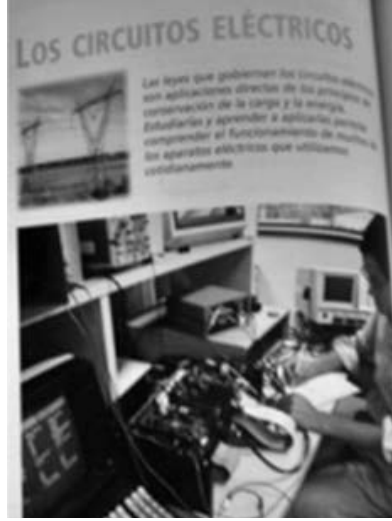 LOS CIRCUITOS ELÉCTRICOS
Las leyes que gobiernan los circuitos eléctricos
son aplicaciones directas de los principios de
conservación de la carga y la energía.
Estudiarlas y aprender a aplicarlas permite
comprender el funcionamiento de muchos de
los aparatos eléctricos que utilizamos
cotidianamente